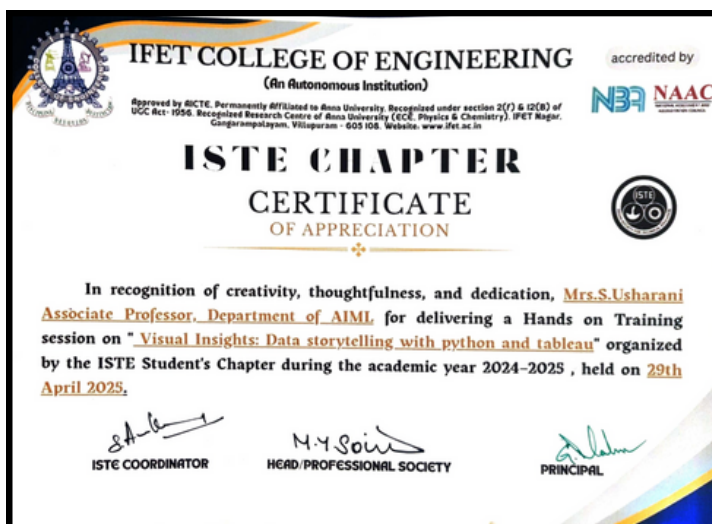 IFET COLLEGE OF ENGINEERING
(An Autonomous Institution)
Approved by AICTE, Permanently Affiliated to Anna University, Recognized under section 2(f) & 12(B) of
UGC Act- 1956. Recognized Research Centre of Anna University (ECE, Physics & Chemistry). IFET Nagar,
Gangarampalayam, Villupuram - 605 108. Website: www.ifet.ac.in
accredited by
NBA NAAC
ISTE CHAPTER
CERTIFICATE
OF APPRECIATION
ISTE
In recognition of creativity, thoughtfulness, and dedication, Mrs.S.Usharani
Associate Professor, Department of AIML for delivering a Hands on Training
session on " Visual Insights: Data storytelling with python and tableau" organized
by the ISTE Student's Chapter during the academic year 2024-2025 , held on 29th
April 2025.
ISTE COORDINATOR
HEAD/PROFESSIONAL SOCIETY
PRINCIPAL